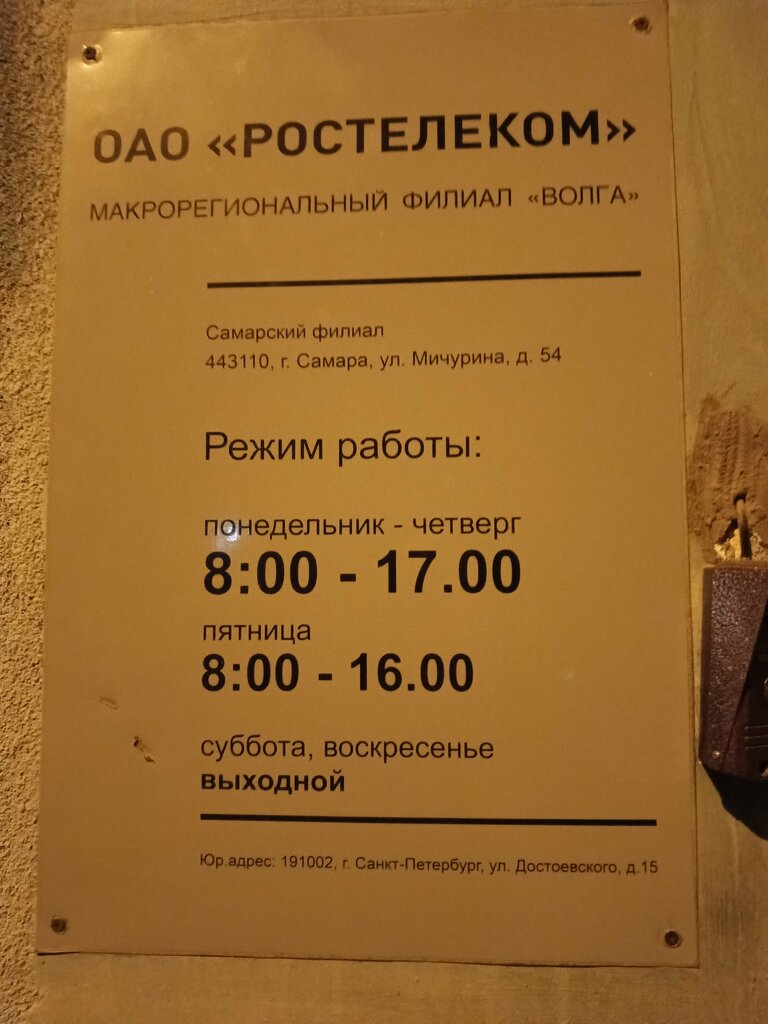 ОАО «РОСТЕЛЕКОМ»
МАКРОРЕГИОНАЛЬНЫЙ ФИЛИАЛ «ВОЛГА»
Самарский филиал
443110, г. Самара, ул. Мичурина, д. 54
Режим работы:
понедельник - четверг
8:00 - 17.00
пятница
8:00 - 16.00
суббота, воскресенье
выходной
Юр.адрес: 191002, г. Санкт-Петербург, ул. Достоевского, д.15